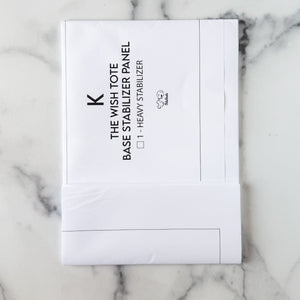 K
THE WISH TOTE
BASE STABILIZER PANEL
☐ 1 - HEAVY STABILIZER